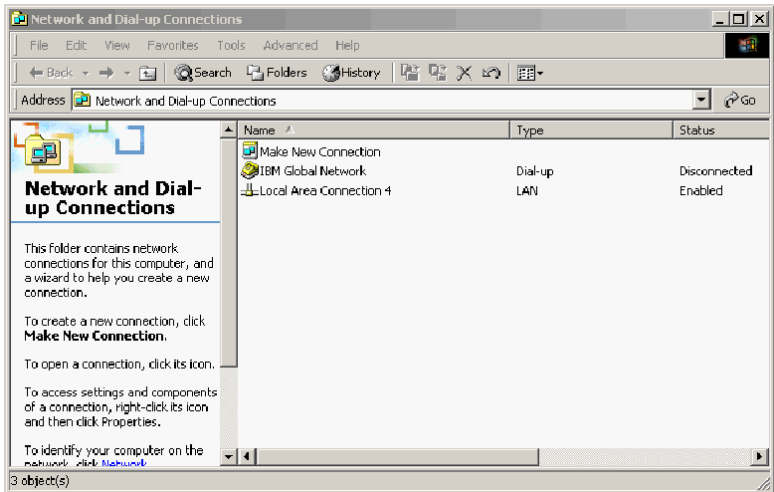 Network and Dial-up Connections
File Edit View Favorites Tools Advanced Help
Back Search Folders History
Address Network and Dial-up Connections Go
Name Type Status
Make New Connection
IBM Global Network Dial-up Disconnected
Local Area Connection 4 LAN Enabled
Network and Dial-
up Connections
This folder contains network
connections for this computer, and
a wizard to help you create a new
connection.
To create a new connection, click
Make New Connection.
To open a connection, click its icon.
To access settings and components
of a connection, right-click its icon
and then click Properties.
To identify your computer on the
network, click Network
3 object(s)